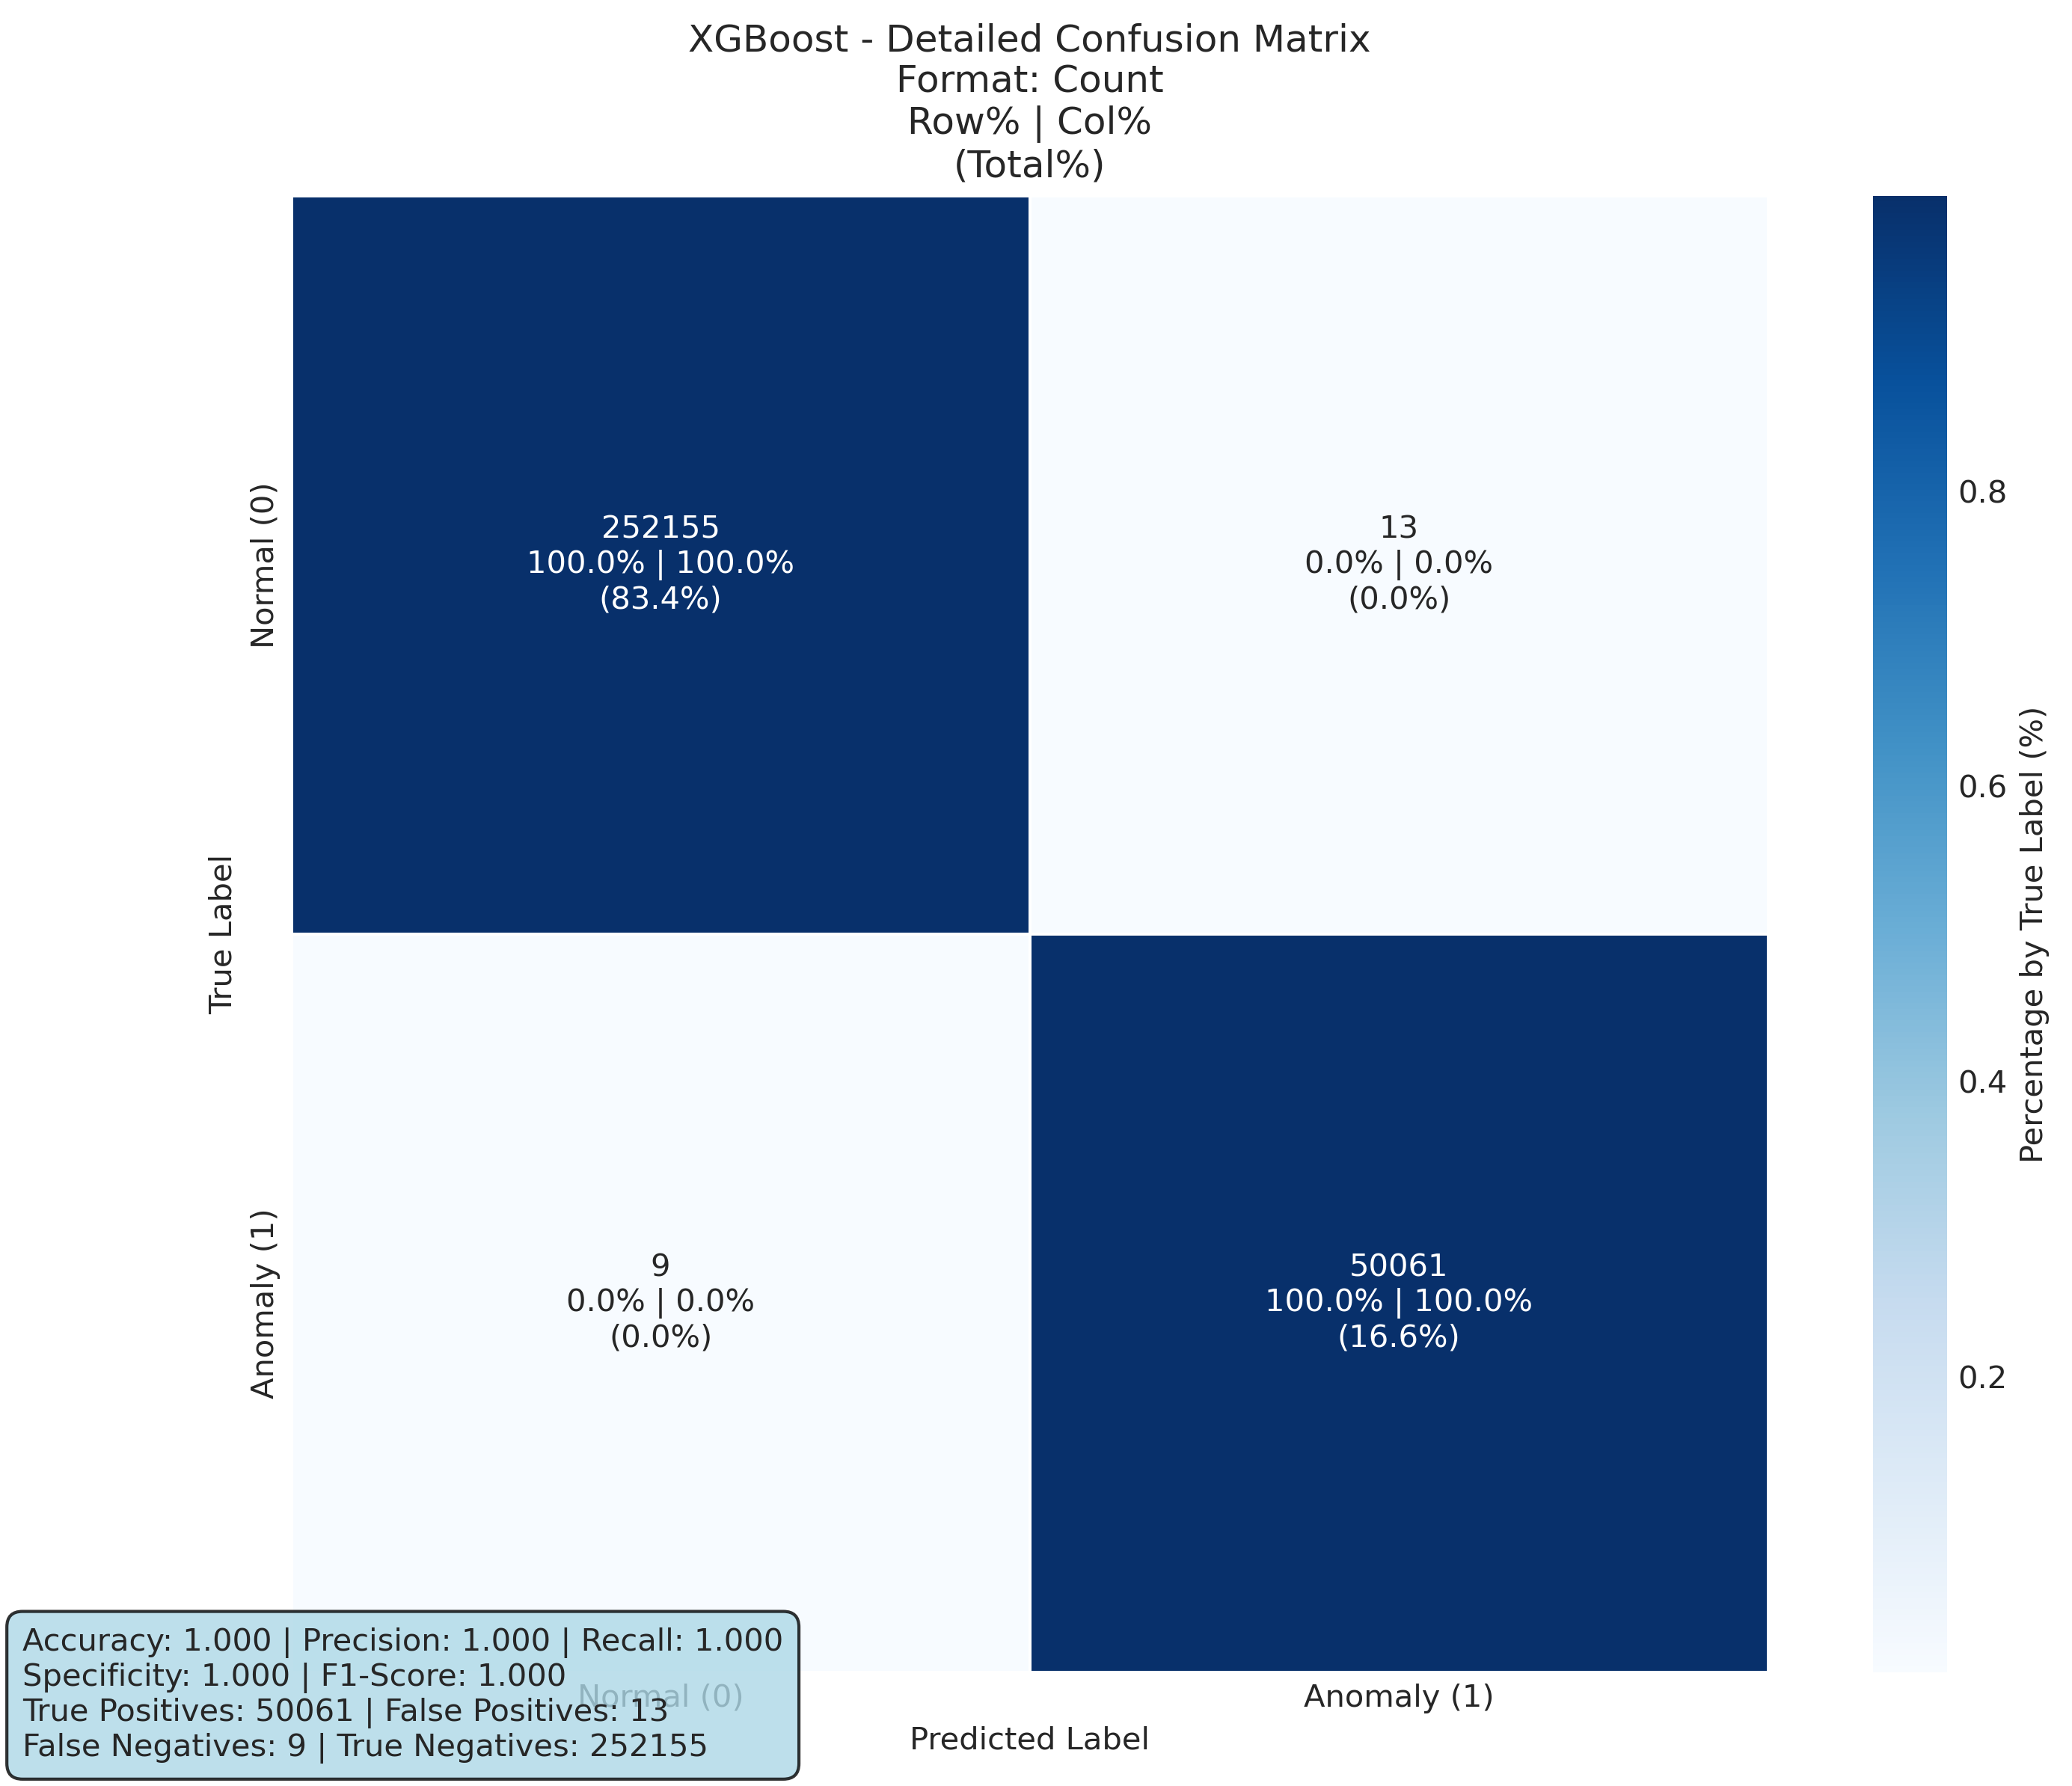 XGBoost - Detailed Confusion Matrix
Format: Count
Row% | Col%
(Total%)
Normal (0)
252155
100.0% | 100.0%
(83.4%)
13
0.0% | 0.0%
(0.0%)
True Label
Anomaly (1)
9
0.0% | 0.0%
(0.0%)
50061
100.0% | 100.0%
(16.6%)
0.8
0.6
0.4
0.2
Percentage by True Label (%)
Normal (0)
Anomaly (1)
Predicted Label
Accuracy: 1.000 | Precision: 1.000 | Recall: 1.000
Specificity: 1.000 | F1-Score: 1.000
True Positives: 50061 | False Positives: 13
False Negatives: 9 | True Negatives: 252155